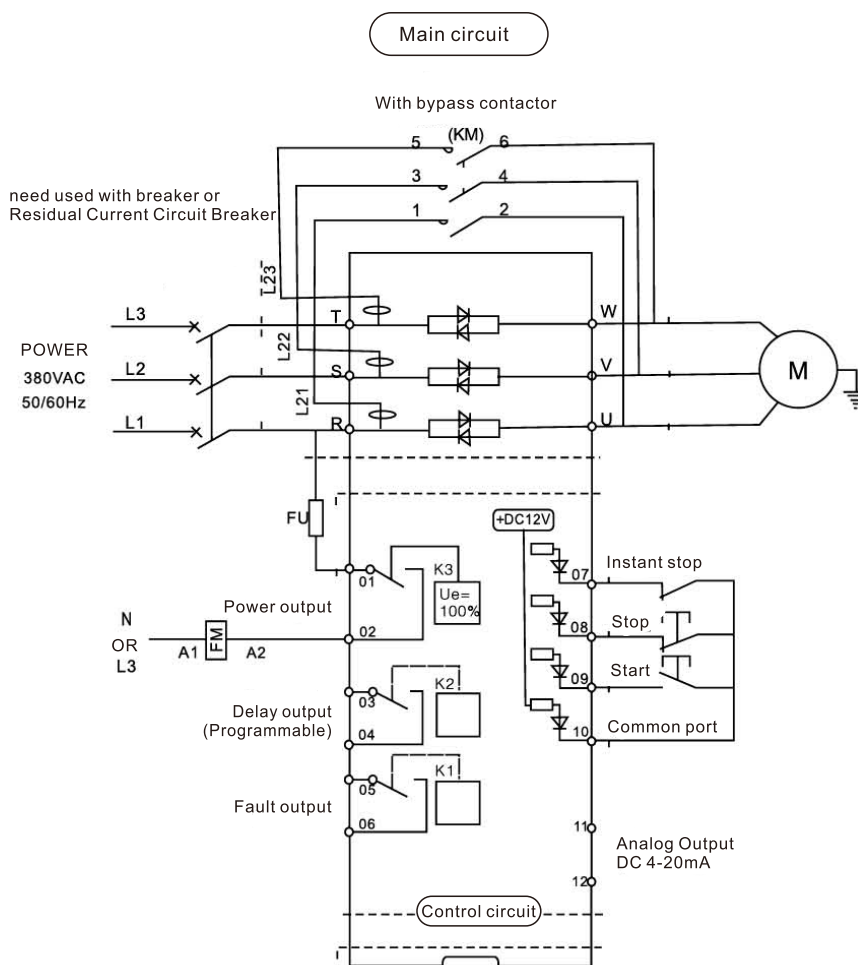 Main circuit
With bypass contactor
5 (KM) 6
3 4
1 2
need used with breaker or
Residual Current Circuit Breaker
L23
L22
L21
L3 T W
POWER
L2 S V M
380VAC
50/60Hz
L1 R U
FU
+DC12V
01 K3
Ue=
100%
07 Instant stop
Power output
02
08 Stop
N
OR
L3
A1 FM A2
09 Start
03 K2
Delay output
(Programmable)
04
10 Common port
05 K1
Fault output
06
11
Analog Output
DC 4-20mA
12
Control circuit